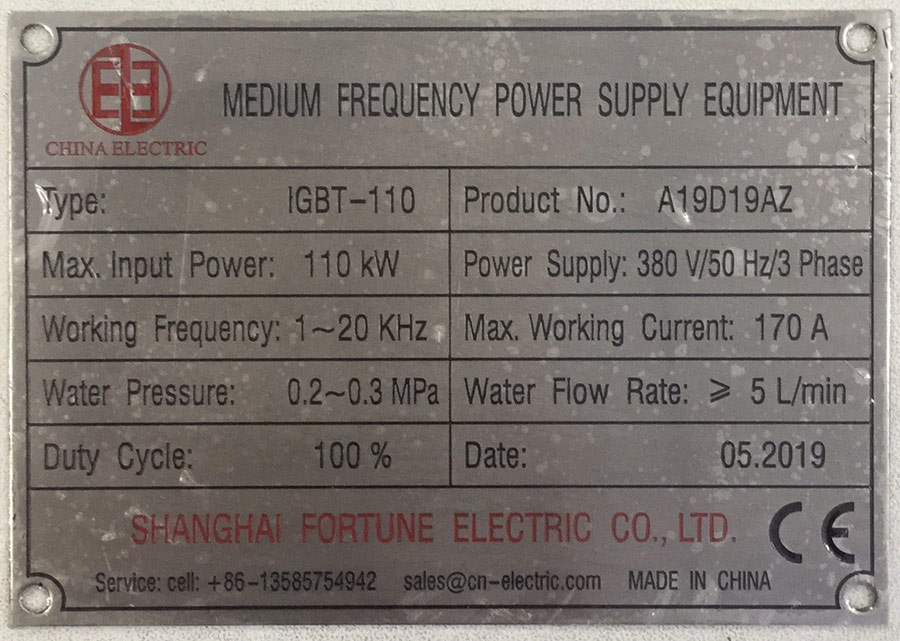 CHINA ELECTRIC
MEDIUM FREQUENCY POWER SUPPLY EQUIPMENT
Type: IGBT-110 Product No.: A19D19AZ
Max. Input Power: 110 kW Power Supply: 380 V/50 Hz/3 Phase
Working Frequency: 1~20 KHz Max. Working Current: 170 A
Water Pressure: 0.2~0.3 MPa Water Flow Rate: ⩾ 5 L/min
Duty Cycle: 100 % Date: 05.2019
SHANGHAI FORTUNE ELECTRIC CO., LTD. CE
Service: cell: +86-13585754942 sales@cn-electric.com MADE IN CHINA